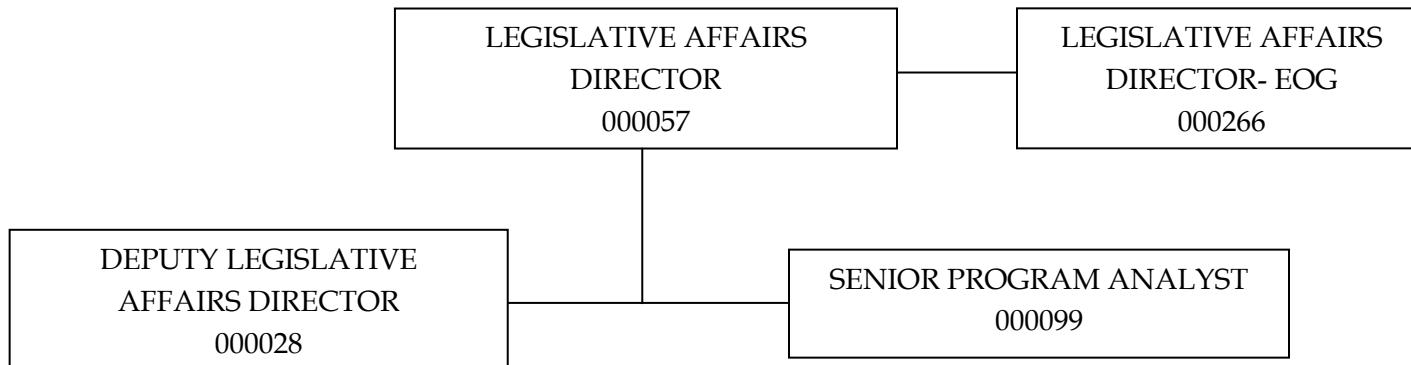 LEGISLATIVE AFFAIRS
DIRECTOR
000057
LEGISLATIVE AFFAIRS
DIRECTOR- EOG
000266
DEPUTY LEGISLATIVE
AFFAIRS DIRECTOR
000028
SENIOR PROGRAM ANALYST
000099